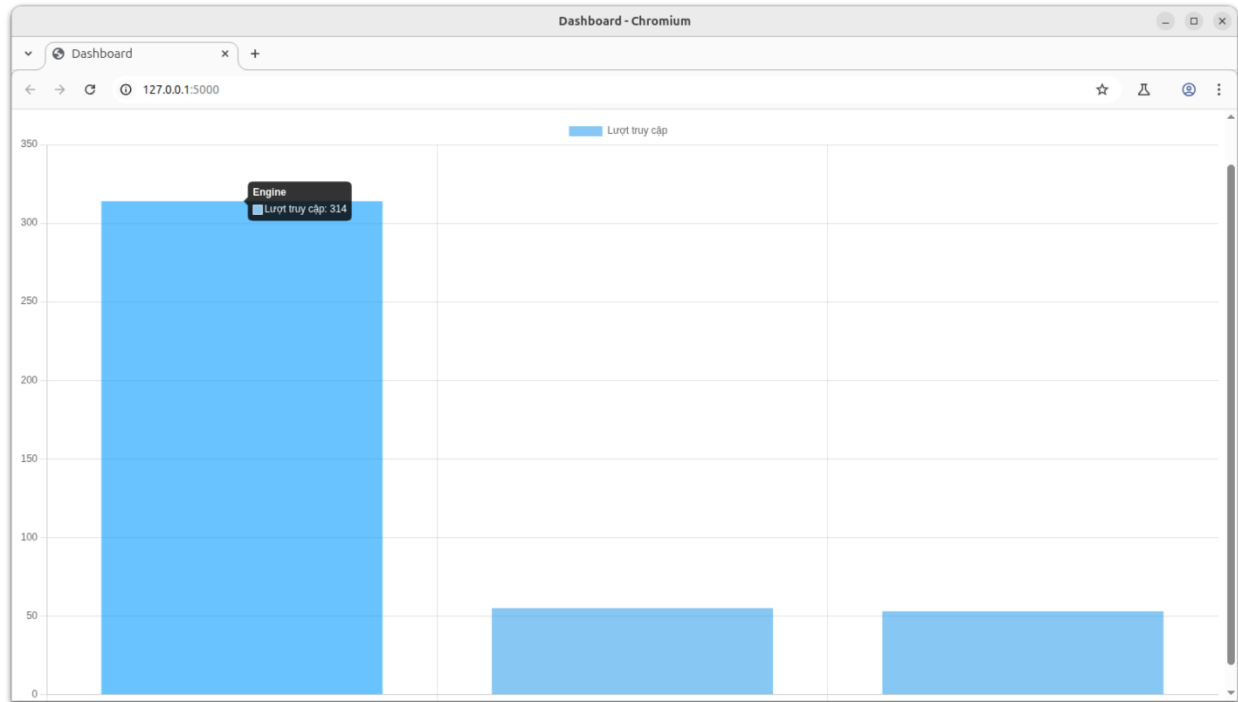 Dashboard - Chromium
Dashboard
127.0.0.1:5000
Lượt truy cập
350
Engine
Lượt truy cập: 314
300
250
200
150
100
50
0